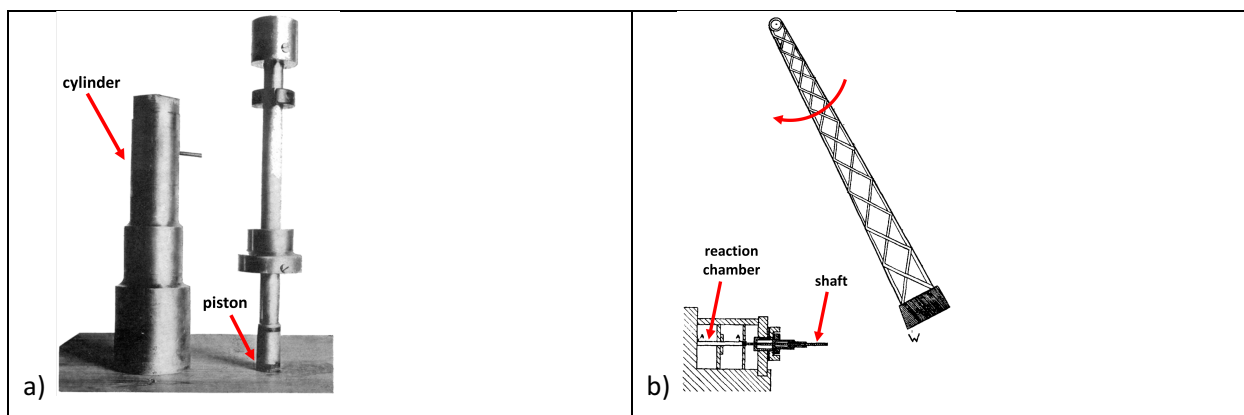 cylinder
piston
a)
reaction
chamber
shaft
A
A
W
b)